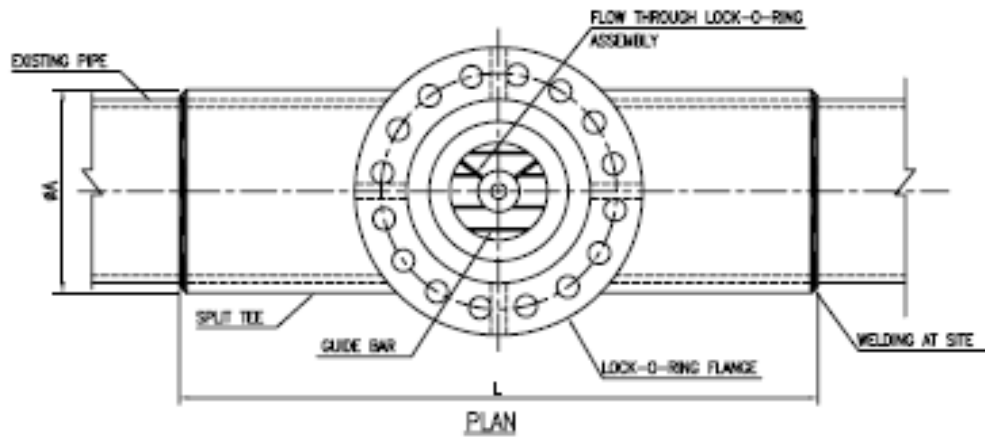 FLOW THROUGH LOCK-O-RING
ASSEMBLY
EXISTING PIPE
ØA
SPLIT TEE
GUIDE BAR
LOCK-O-RING FLANGE
WELDING AT SITE
L
PLAN